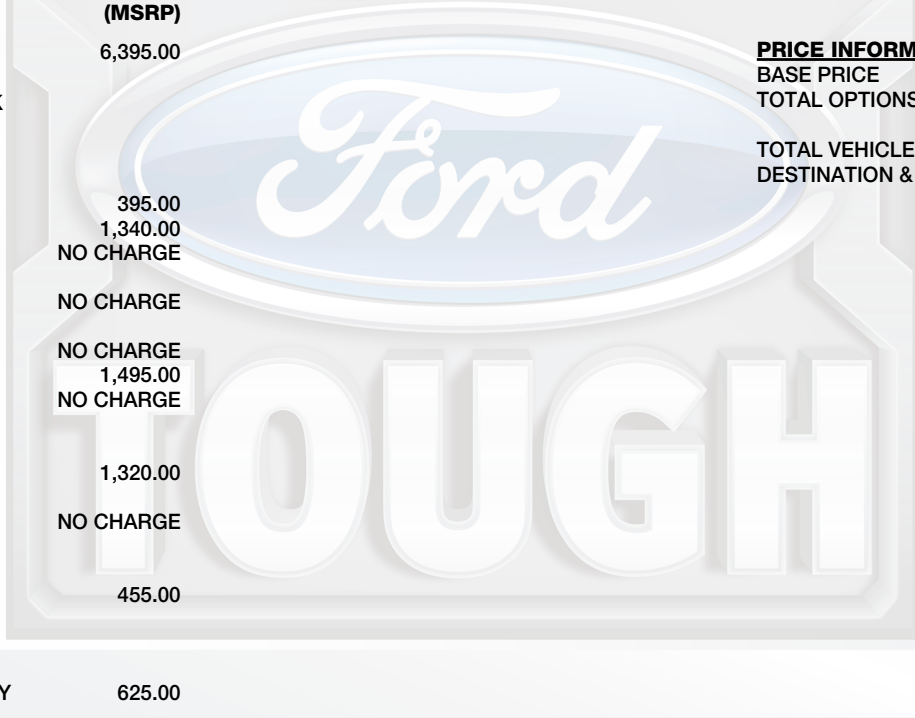 (MSRP)
6,395.00
PRICE INFORM
BASE PRICE
K
TOTAL OPTIONS
TOTAL VEHICLE
DESTINATION &
395.00
1,340.00
NO CHARGE
NO CHARGE
NO CHARGE
1,495.00
NO CHARGE
1,320.00
NO CHARGE
455.00
Y 625.00
Ford
TOUGH